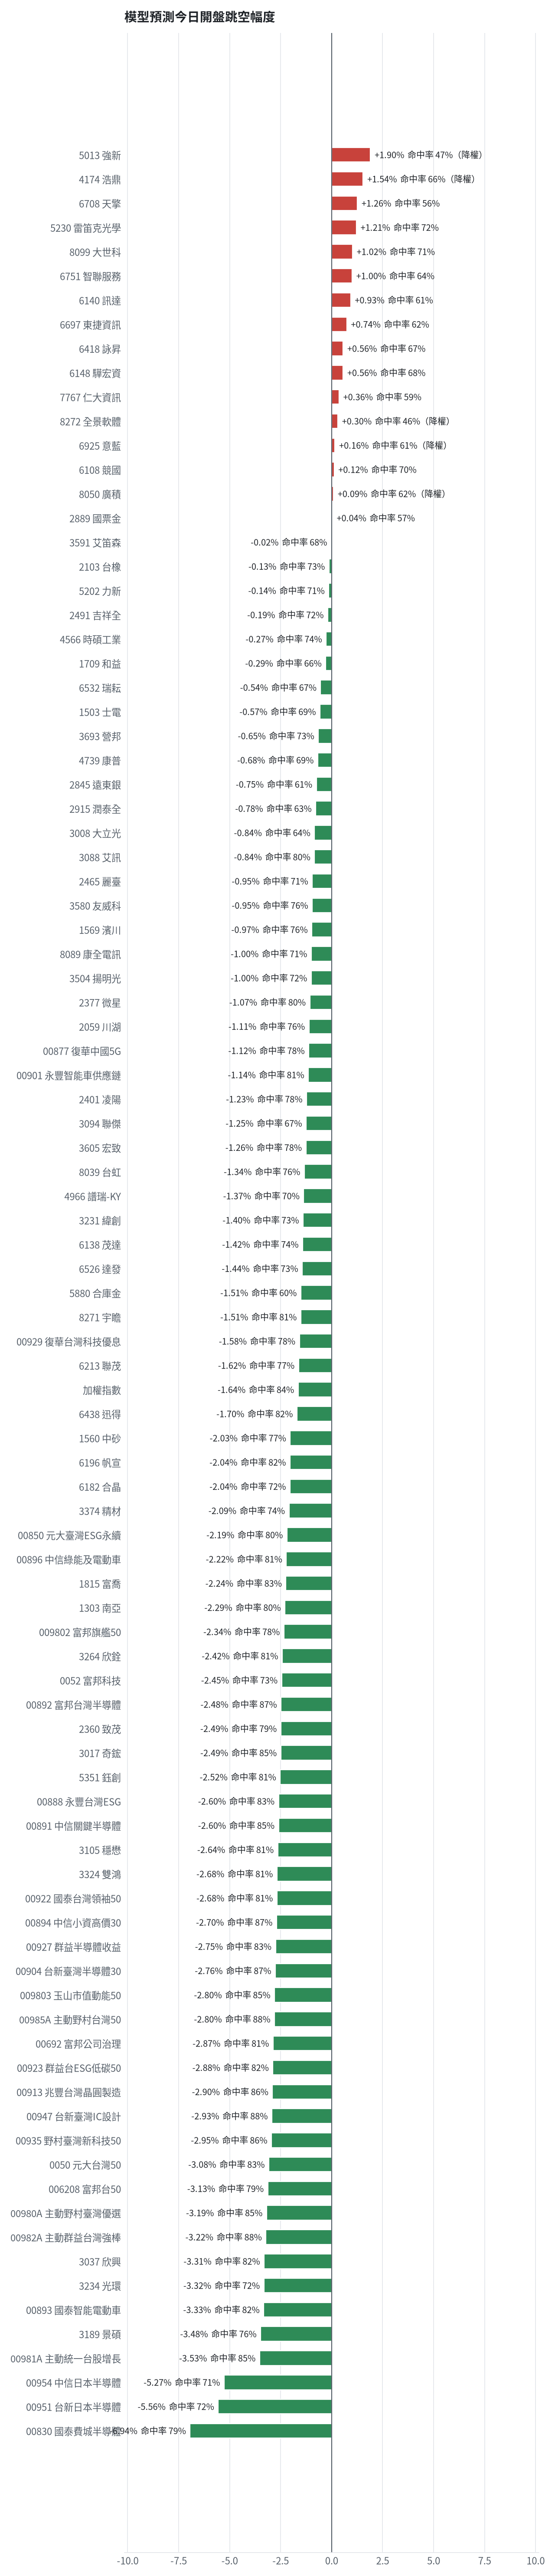 模型預測今日開盤跳空幅度
5013 強新 +1.90% 命中率 47%（降權）
4174 浩鼎 +1.54% 命中率 66%（降權）
6708 天擎 +1.26% 命中率 56%
5230 雷笛克光學 +1.21% 命中率 72%
8099 大世科 +1.02% 命中率 71%
6751 智聯服務 +1.00% 命中率 64%
6140 訊達 +0.93% 命中率 61%
6697 東捷資訊 +0.74% 命中率 62%
6418 詠昇 +0.56% 命中率 67%
6148 驊宏資 +0.56% 命中率 68%
7767 仁大資訊 +0.36% 命中率 59%
8272 全景軟體 +0.30% 命中率 46%（降權）
6925 意藍 +0.16% 命中率 61%（降權）
6108 競國 +0.12% 命中率 70%
8050 廣積 +0.09% 命中率 62%（降權）
2889 國票金 +0.04% 命中率 57%
3591 艾笛森 -0.02% 命中率 68%
2103 台橡 -0.13% 命中率 73%
5202 力新 -0.14% 命中率 71%
2491 吉祥全 -0.19% 命中率 72%
4566 時碩工業 -0.27% 命中率 74%
1709 和益 -0.29% 命中率 66%
6532 瑞耘 -0.54% 命中率 67%
1503 士電 -0.57% 命中率 69%
3693 營邦 -0.65% 命中率 73%
4739 康普 -0.68% 命中率 69%
2845 遠東銀 -0.75% 命中率 61%
2915 潤泰全 -0.78% 命中率 63%
3008 大立光 -0.84% 命中率 64%
3088 艾訊 -0.84% 命中率 80%
2465 麗臺 -0.95% 命中率 71%
3580 友威科 -0.95% 命中率 76%
1569 濱川 -0.97% 命中率 76%
8089 康全電訊 -1.00% 命中率 71%
3504 揚明光 -1.00% 命中率 72%
2377 微星 -1.07% 命中率 80%
2059 川湖 -1.11% 命中率 76%
00877 復華中國5G -1.12% 命中率 78%
00901 永豐智能車供應鏈 -1.14% 命中率 81%
2401 凌陽 -1.23% 命中率 78%
3094 聯傑 -1.25% 命中率 67%
3605 宏致 -1.26% 命中率 78%
8039 台虹 -1.34% 命中率 76%
4966 譜瑞-KY -1.37% 命中率 70%
3231 緯創 -1.40% 命中率 73%
6138 茂達 -1.42% 命中率 74%
6526 達發 -1.44% 命中率 73%
5880 合庫金 -1.51% 命中率 60%
8271 宇瞻 -1.51% 命中率 81%
00929 復華台灣科技優息 -1.58% 命中率 78%
6213 聯茂 -1.62% 命中率 77%
加權指數 -1.64% 命中率 84%
6438 迅得 -1.70% 命中率 82%
1560 中砂 -2.03% 命中率 77%
6196 帆宣 -2.04% 命中率 82%
6182 合晶 -2.04% 命中率 72%
3374 精材 -2.09% 命中率 74%
00850 元大臺灣ESG永續 -2.19% 命中率 80%
00896 中信綠能及電動車 -2.22% 命中率 81%
1815 富喬 -2.24% 命中率 83%
1303 南亞 -2.29% 命中率 80%
009802 富邦旗艦50 -2.34% 命中率 78%
3264 欣銓 -2.42% 命中率 81%
0052 富邦科技 -2.45% 命中率 73%
00892 富邦台灣半導體 -2.48% 命中率 87%
2360 致茂 -2.49% 命中率 79%
3017 奇鋐 -2.49% 命中率 85%
5351 鈺創 -2.52% 命中率 81%
00888 永豐台灣ESG -2.60% 命中率 83%
00891 中信關鍵半導體 -2.60% 命中率 85%
3105 穩懋 -2.64% 命中率 81%
3324 雙鴻 -2.68% 命中率 81%
00922 國泰台灣領袖50 -2.68% 命中率 81%
00894 中信小資高價30 -2.70% 命中率 87%
00927 群益半導體收益 -2.75% 命中率 83%
00904 台新臺灣半導體30 -2.76% 命中率 87%
009803 玉山市值動能50 -2.80% 命中率 85%
00985A 主動野村台灣50 -2.80% 命中率 88%
00692 富邦公司治理 -2.87% 命中率 81%
00923 群益台ESG低碳50 -2.88% 命中率 82%
00913 兆豐台灣晶圓製造 -2.90% 命中率 86%
00947 台新臺灣IC設計 -2.93% 命中率 88%
00935 野村臺灣新科技50 -2.95% 命中率 86%
0050 元大台灣50 -3.08% 命中率 83%
006208 富邦台50 -3.13% 命中率 79%
00980A 主動野村臺灣優選 -3.19% 命中率 85%
00982A 主動群益台灣強棒 -3.22% 命中率 88%
3037 欣興 -3.31% 命中率 82%
3234 光環 -3.32% 命中率 72%
00893 國泰智能電動車 -3.33% 命中率 82%
3189 景碩 -3.48% 命中率 76%
00981A 主動統一台股增長 -3.53% 命中率 85%
00954 中信日本半導體 -5.27% 命中率 71%
00951 台新日本半導體 -5.56% 命中率 72%
00830 國泰費城半導體 -6.94% 命中率 79%
-10.0 -7.5 -5.0 -2.5 0.0 2.5 5.0 7.5 10.0